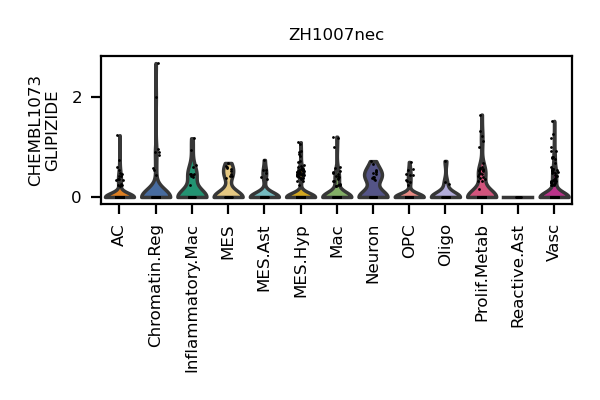 ZH1007nec
CHEMBL1073
GLIPIZIDE
2
0
AC
Chromatin.Reg
Inflammatory.Mac
MES
MES.Ast
MES.Hyp
Mac
Neuron
OPC
Oligo
Prolif.Metab
Reactive.Ast
Vasc